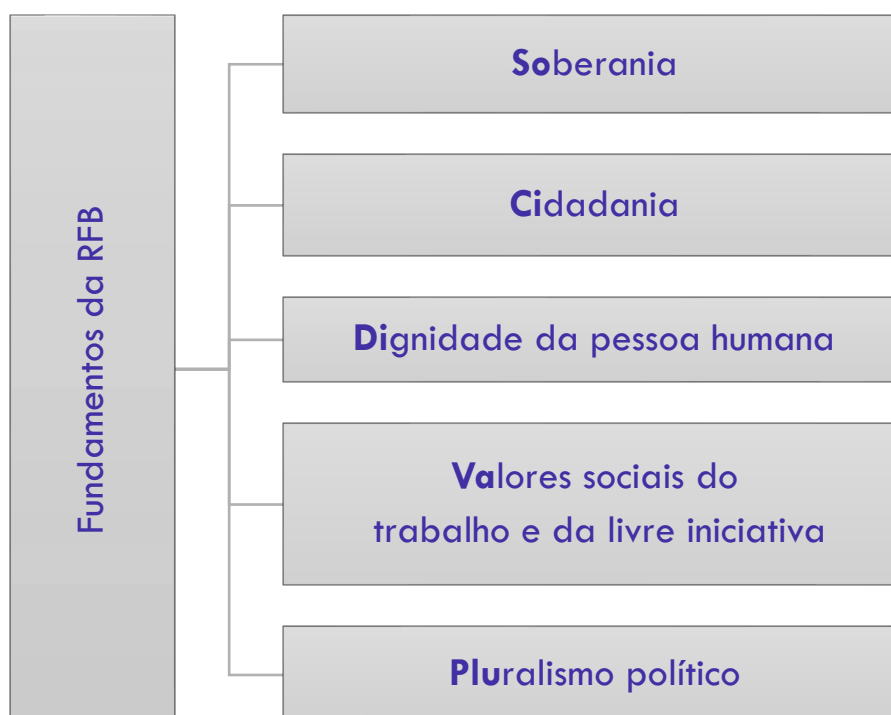 Fundamentos da RFB
Soberania
Cidadania
Dignidade da pessoa humana
Valores sociais do
trabalho e da livre iniciativa
Pluralismo político